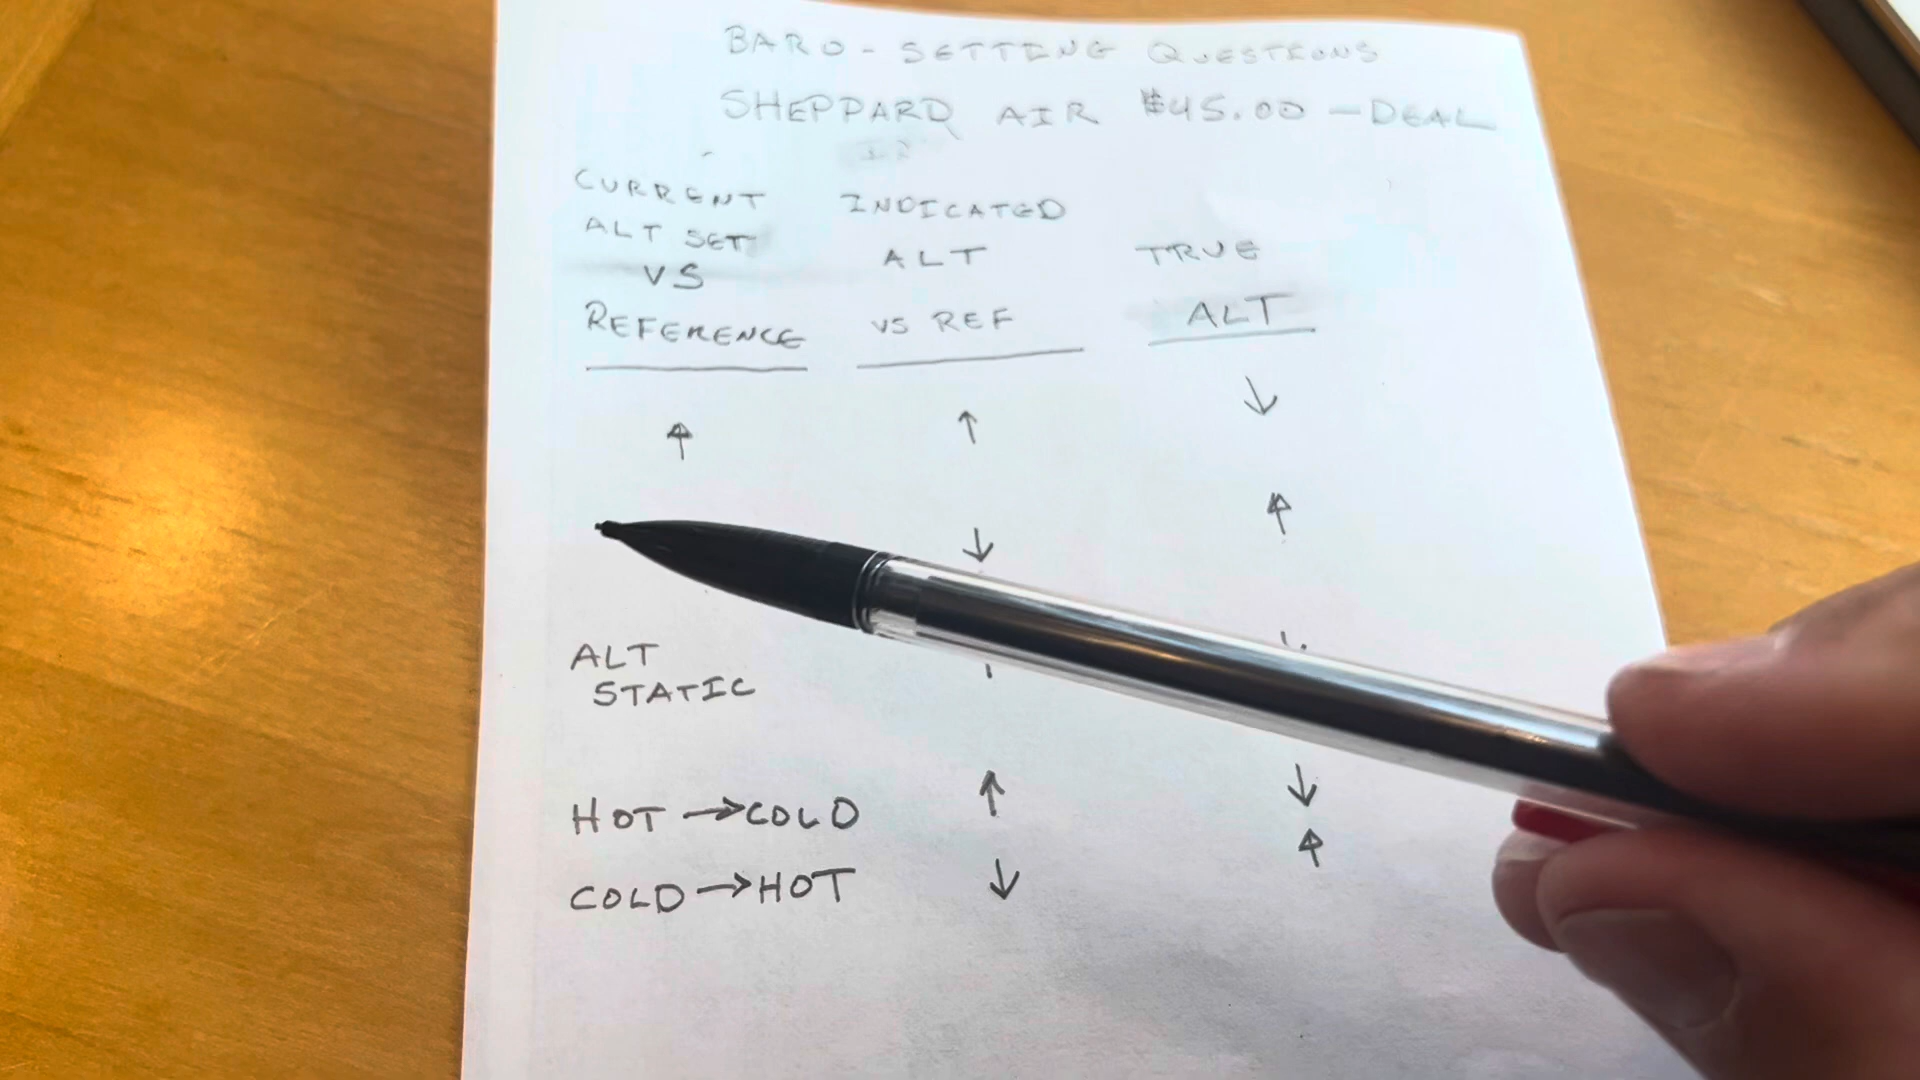 BARO - SETTING QUESTIONS
SHEPPARD AIR $45.00 - DEAL
CURRENT
ALT SET
VS
REFERENCE
INDICATED
ALT
VS REF
TRUE
ALT
↑ ↑ ↓
↓ ↑
ALT
STATIC
HOT → COLD ↑ ↓
COLD → HOT ↓ ↑